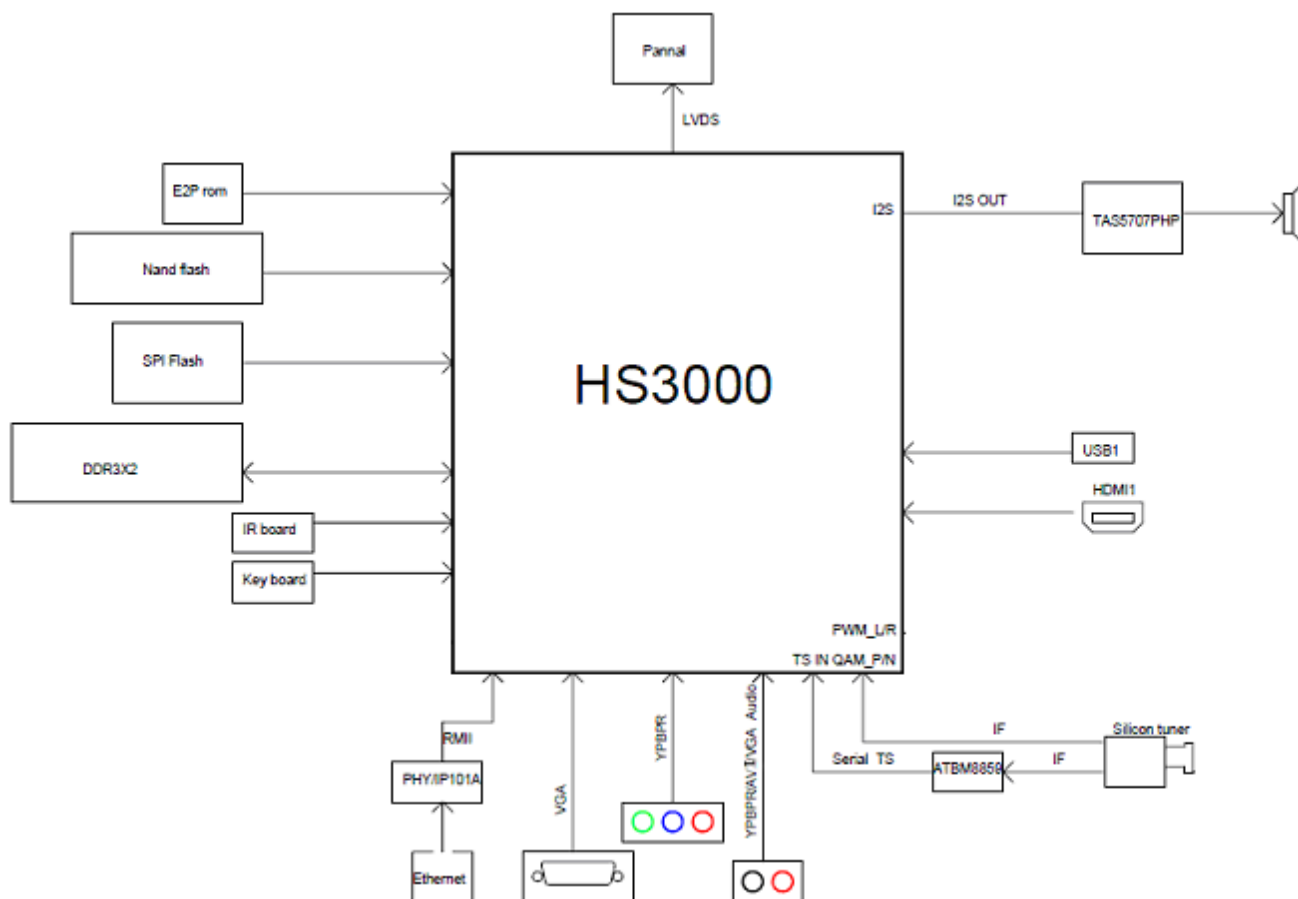 Pannal
LVDS
E2P rom
I2S
I2S OUT
TAS5707PHP
Nand flash
SPI Flash
HS3000
DDR3X2
USB1
HDMI1
IR board
Key board
PWM_L/R
TS IN QAM_P/N
RMII
YPBPR
YPBPR/AV1/VGA Audio
IF
Silicon tuner
Serial TS
ATBM8859
IF
PHY/IP101A
VGA
Ethernet